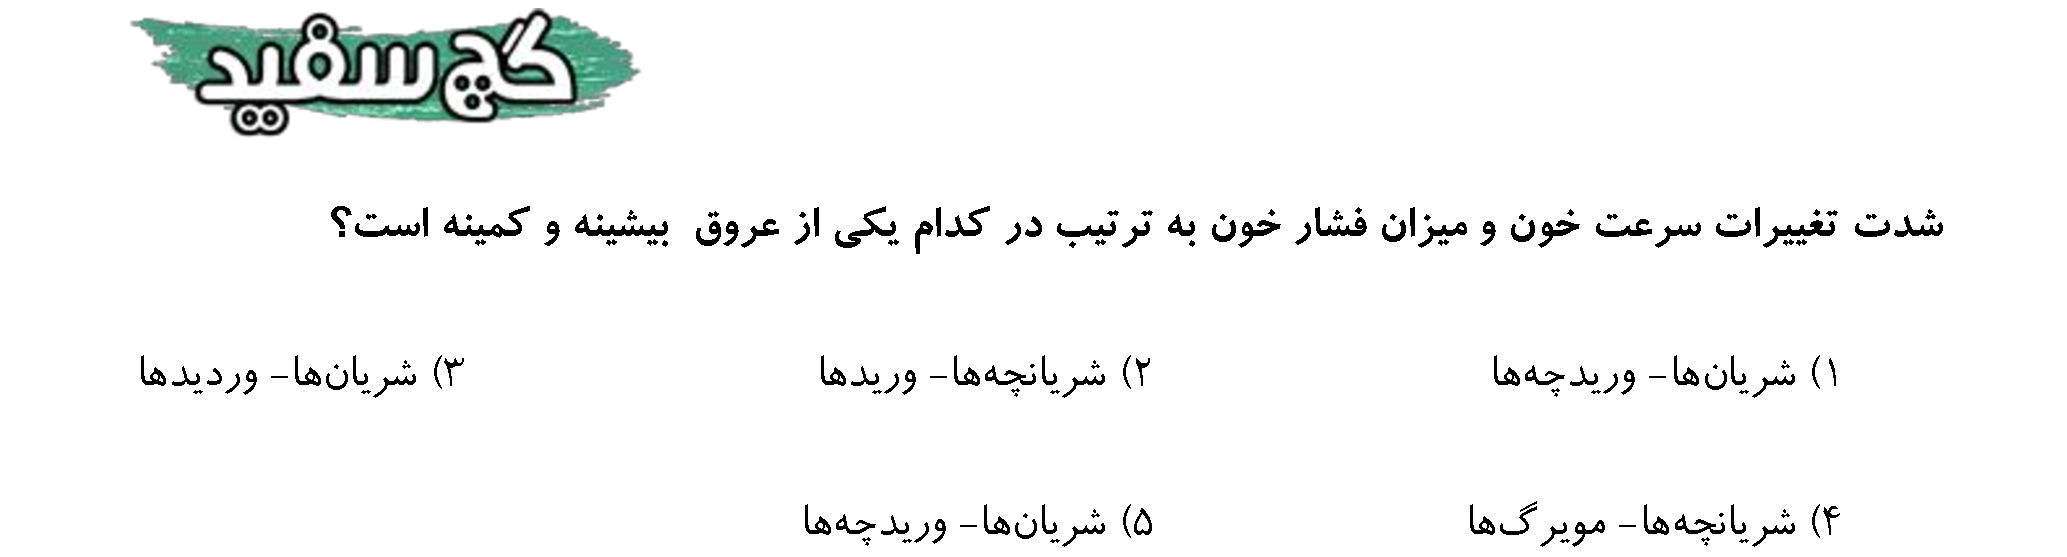 گچ سفید
شدت تغییرات سرعت خون و میزان فشار خون به ترتیب در کدام یکی از عروق بیشینه و کمینه است؟
۱) شریان‌ها- وریدچه‌ها ۲) شریانچه‌ها- وریدها ۳) شریان‌ها- وردیدها
۴) شریانچه‌ها- مویرگ‌ها ۵) شریان‌ها- وریدچه‌ها